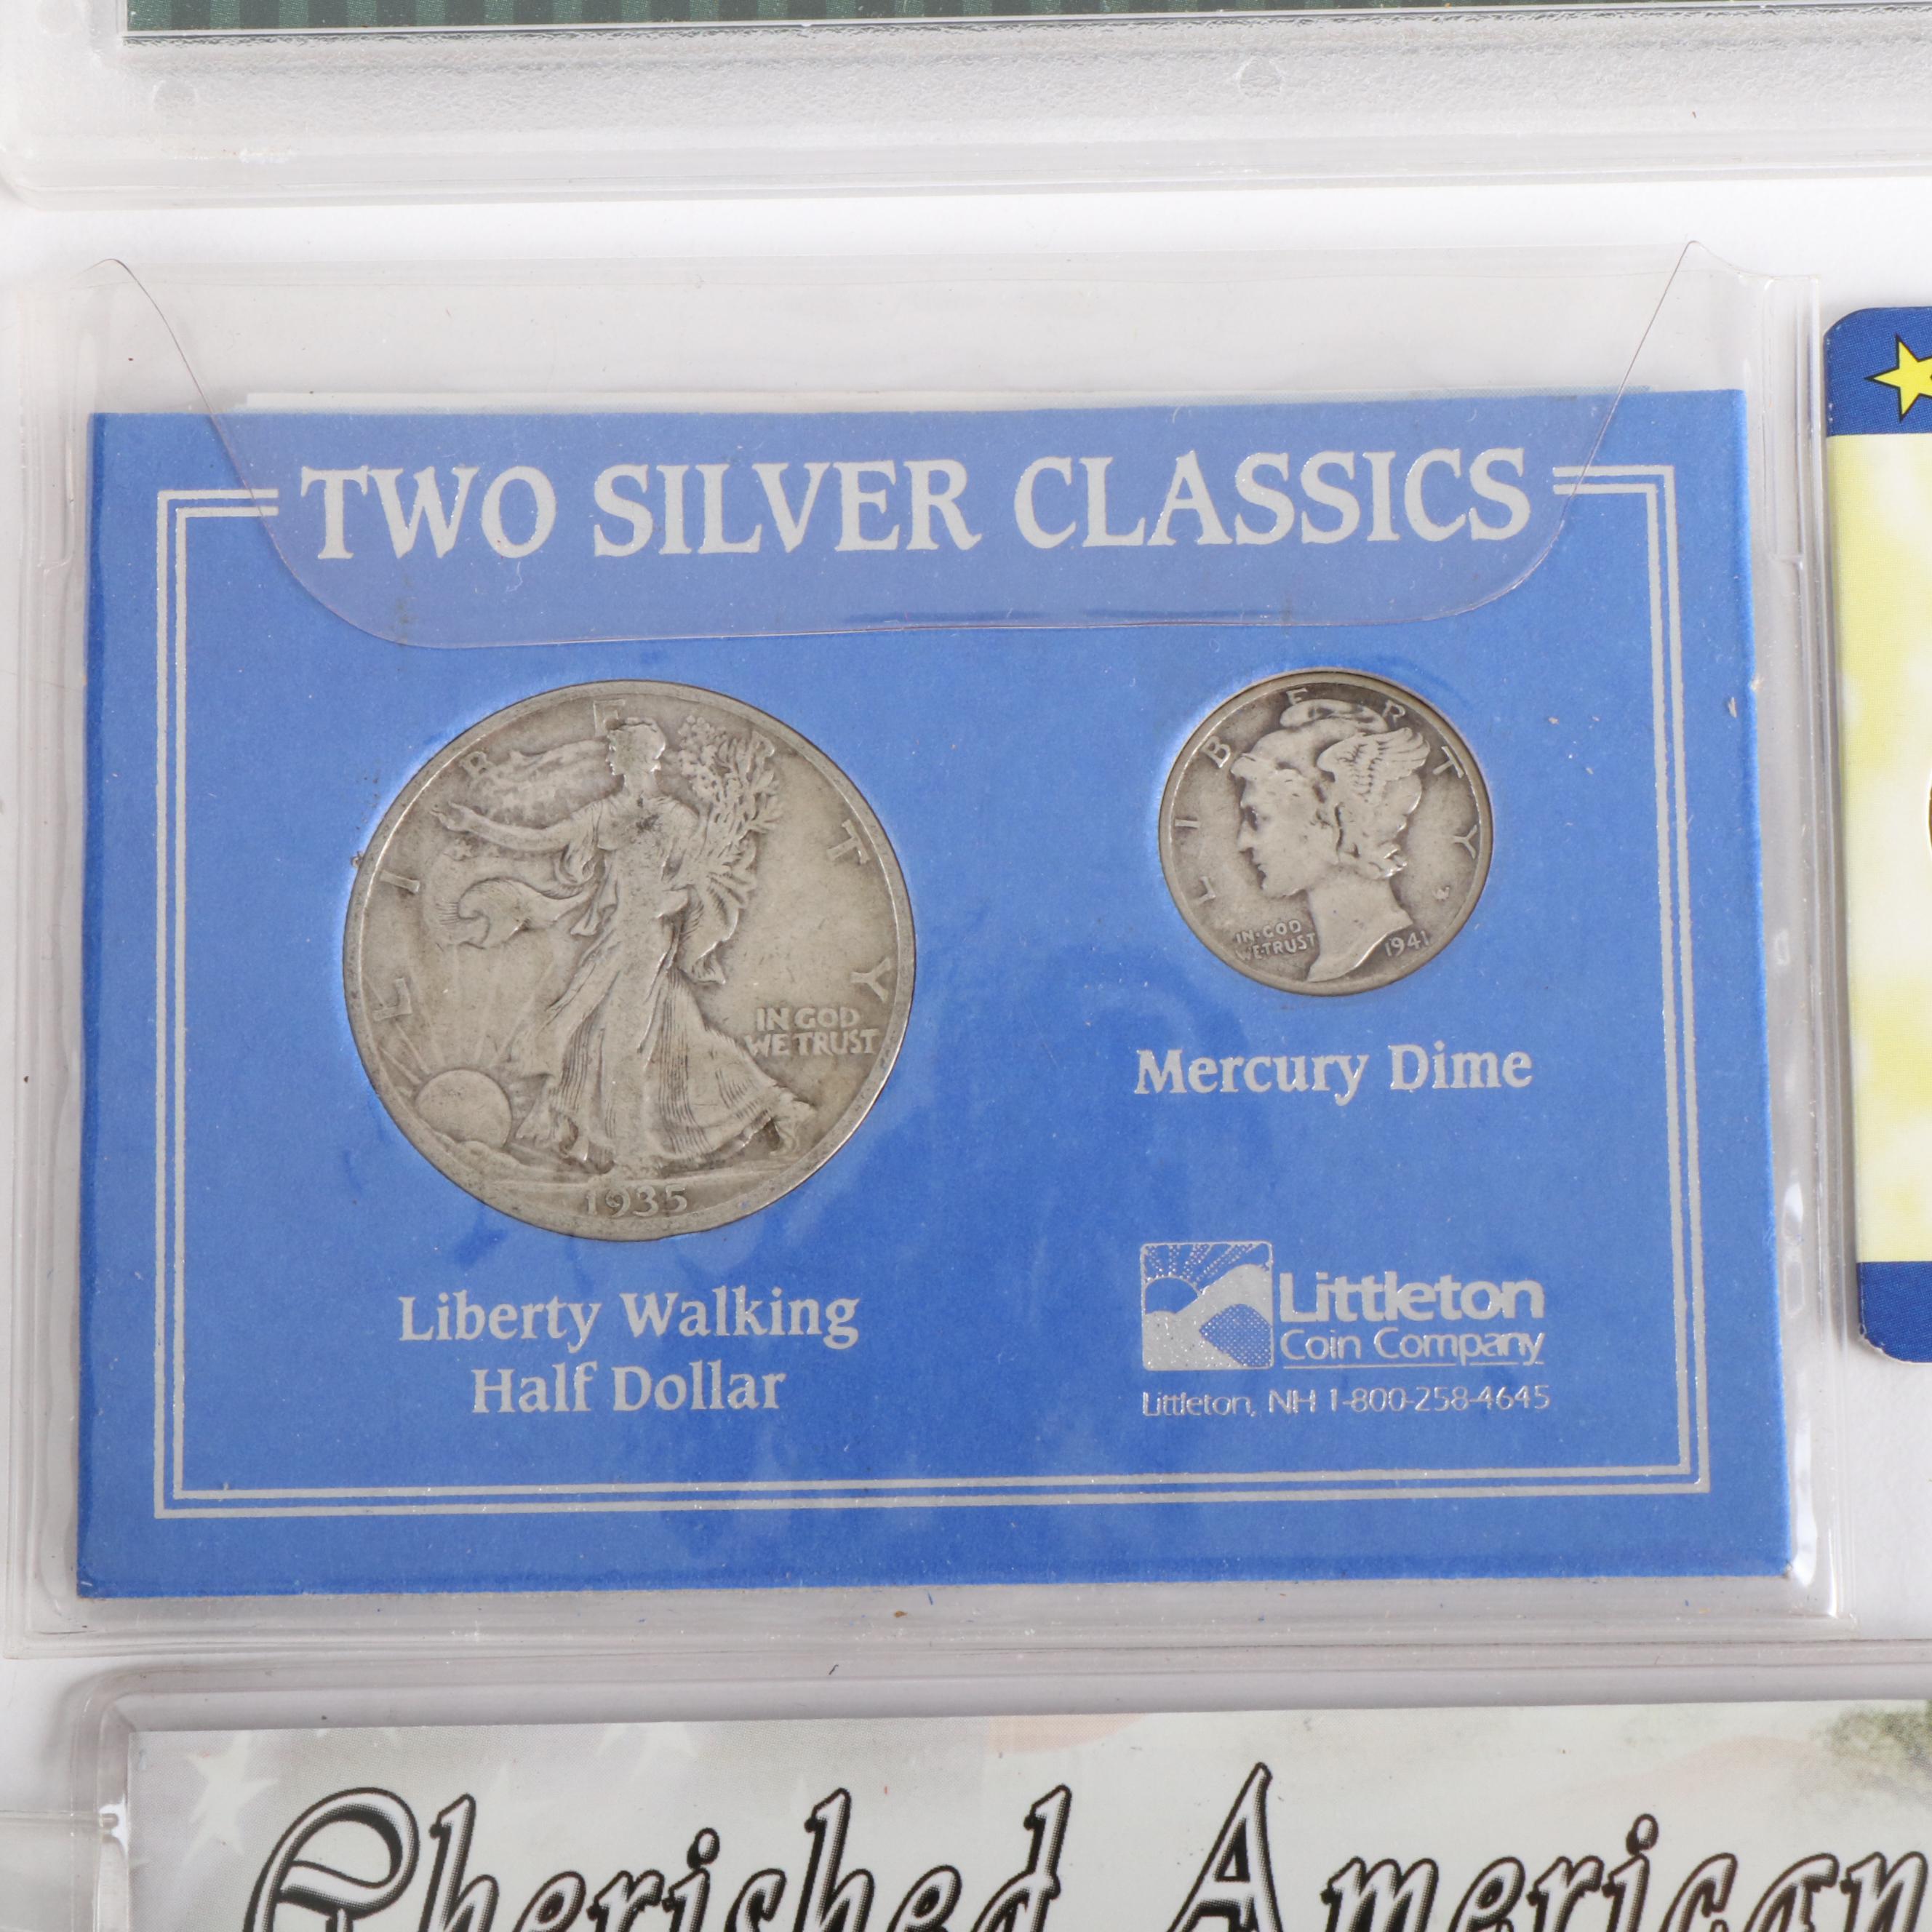 TWO SILVER CLASSICS
LIBERTY
IN GOD
WE TRUST
1935
LIBERTY
IN·GOD
WE·TRUST
1941
Mercury Dime
Liberty Walking
Half Dollar
Littleton
Coin Company
Littleton, NH 1-800-258-4645
Cherished American